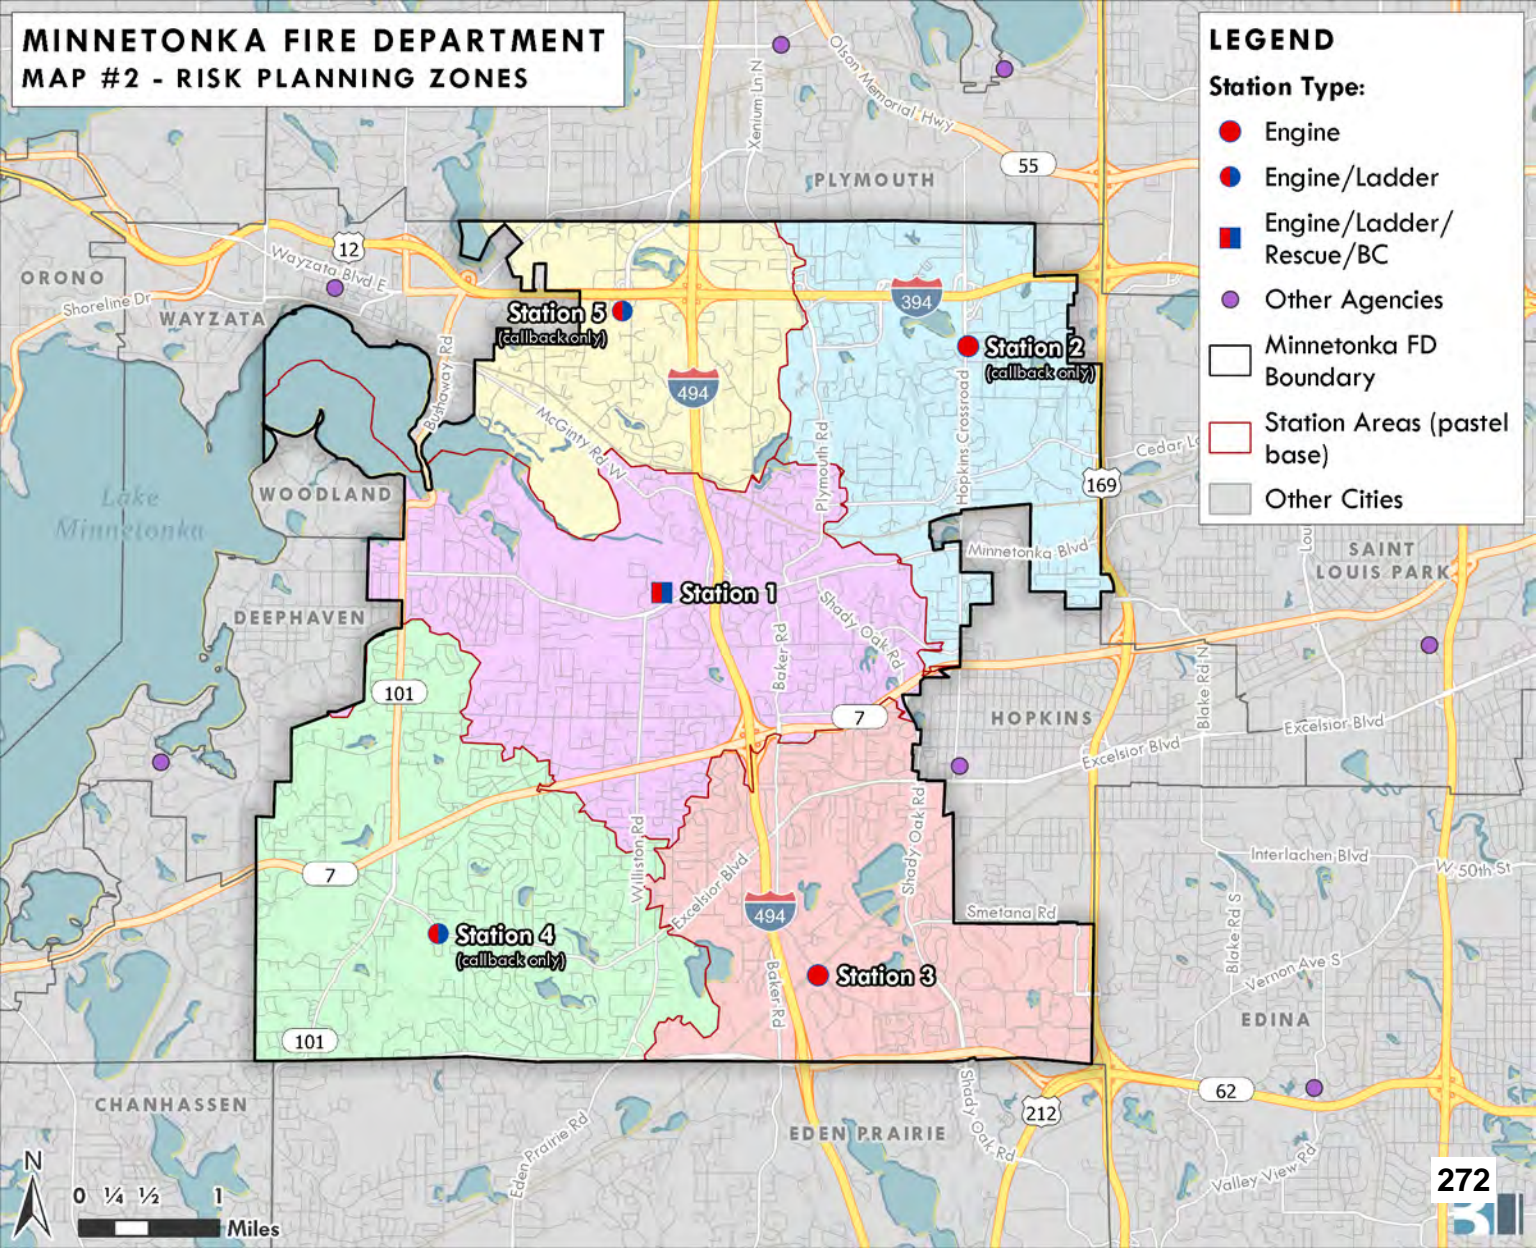 MINNETONKA FIRE DEPARTMENT
MAP #2 - RISK PLANNING ZONES
LEGEND
Station Type:
Engine
Engine/Ladder
Engine/Ladder/
Rescue/BC
Other Agencies
Minnetonka FD
Boundary
Station Areas (pastel
base)
Other Cities
Xenium Ln N
Olson Memorial Hwy
55
PLYMOUTH
12
Wayzata Blvd E
ORONO
Shoreline Dr
WAYZATA
Bushaway Rd
Station 5
(callback only)
494
394
Station 2
(callback only)
McGinty Rd W
Plymouth Rd
Hopkins Crossroad
Cedar L
169
Lake
Minnetonka
WOODLAND
Minnetonka Blvd
Lou
SAINT
LOUIS PARK
DEEPHAVEN
Station 1
Shady Oak Rd
Baker Rd
101
7
HOPKINS
Blake Rd N
Excelsior Blvd
Excelsior Blvd
Williston Rd
Excelsior Blvd
Shady Oak Rd
Interlachen Blvd
W 50th St
7
494
Smetana Rd
Station 4
(callback only)
Station 3
Baker Rd
Blake Rd S
Vernon Ave S
EDINA
101
CHANHASSEN
Eden Prairie Rd
EDEN PRAIRIE
Shady Oak Rd
212
62
Valley View Rd
N
0 ¼ ½ 1
Miles
272